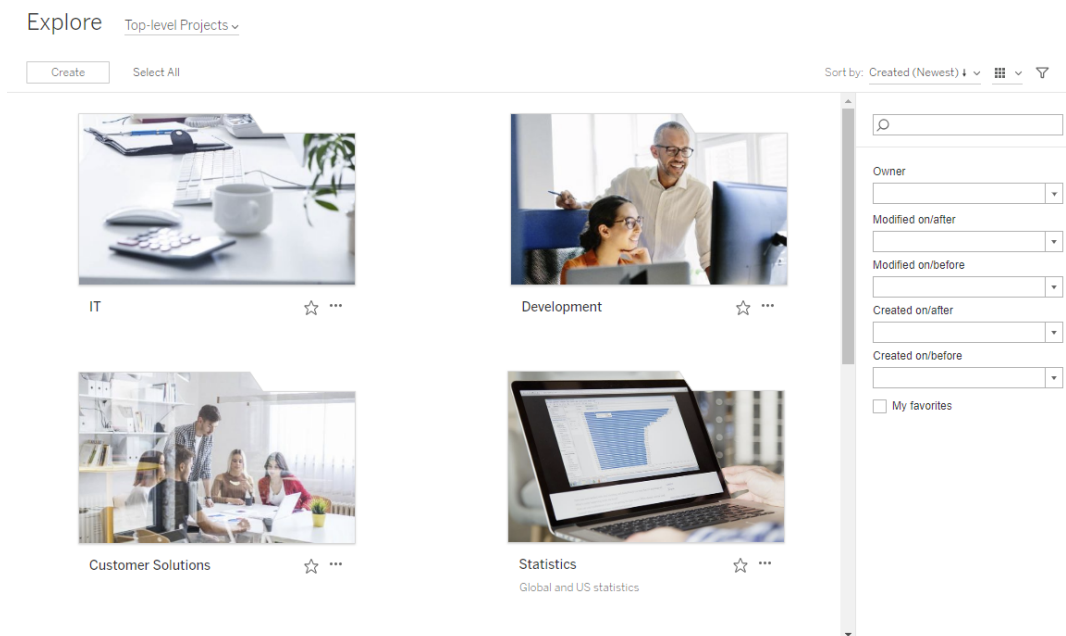 Explore
Top-level Projects
Create
Select All
Sort by: Created (Newest)
IT
Development
Customer Solutions
Statistics
Global and US statistics
Owner
Modified on/after
Modified on/before
Created on/after
Created on/before
My favorites